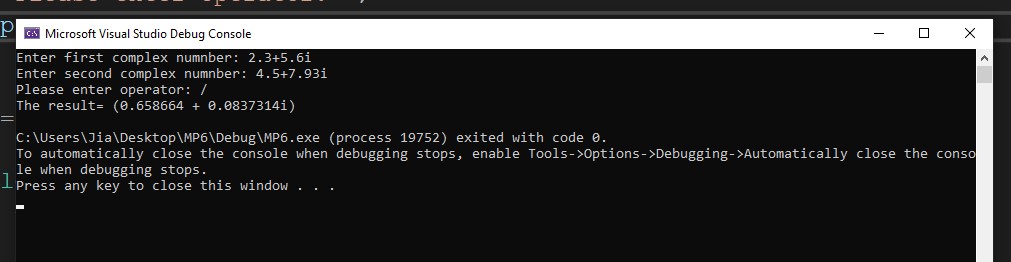 Microsoft Visual Studio Debug Console
Enter first complex numnber: 2.3+5.6i
Enter second complex numnber: 4.5+7.93i
Please enter operator: /
The result= (0.658664 + 0.0837314i)
C:\Users\Jia\Desktop\MP6\Debug\MP6.exe (process 19752) exited with code 0.
To automatically close the console when debugging stops, enable Tools->Options->Debugging->Automatically close the conso
le when debugging stops.
Press any key to close this window . . .